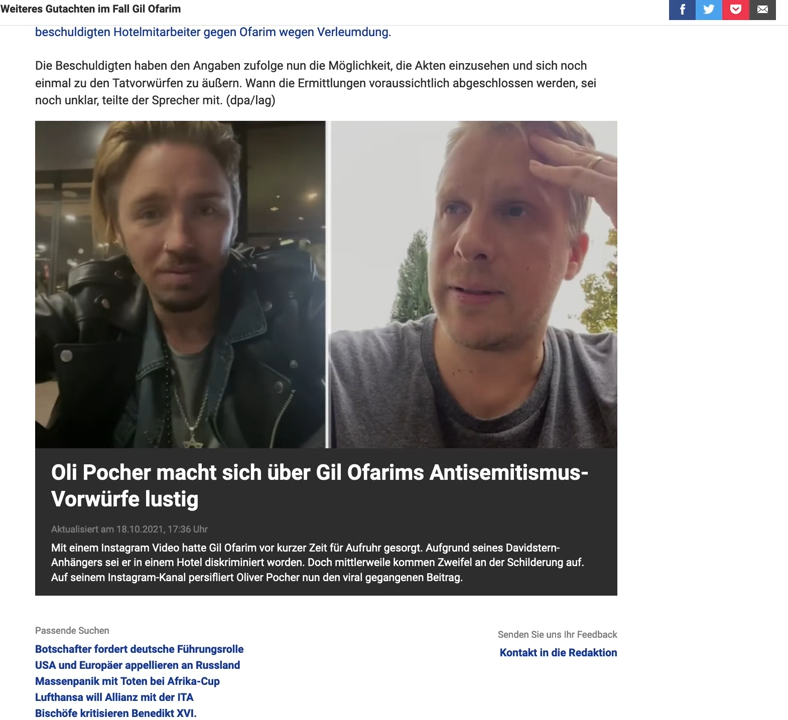 Weiteres Gutachten im Fall Gil Ofarim
beschuldigten Hotelmitarbeiter gegen Ofarim wegen Verleumdung.
Die Beschuldigten haben den Angaben zufolge nun die Möglichkeit, die Akten einzusehen und sich noch
einmal zu den Tatvorwürfen zu äußern. Wann die Ermittlungen voraussichtlich abgeschlossen werden, sei
noch unklar, teilte der Sprecher mit. (dpa/lag)
Oli Pocher macht sich über Gil Ofarims Antisemitismus-
Vorwürfe lustig
Aktualisiert am 18.10.2021, 17:36 Uhr
Mit einem Instagram Video hatte Gil Ofarim vor kurzer Zeit für Aufruhr gesorgt. Aufgrund seines Davidstern-
Anhängers sei er in einem Hotel diskriminiert worden. Doch mittlerweile kommen Zweifel an der Schilderung auf.
Auf seinem Instagram-Kanal persifliert Oliver Pocher nun den viral gegangenen Beitrag.
Passende Suchen
Botschafter fordert deutsche Führungsrolle
USA und Europäer appellieren an Russland
Massenpanik mit Toten bei Afrika-Cup
Lufthansa will Allianz mit der ITA
Bischöfe kritisieren Benedikt XVI.
Senden Sie uns Ihr Feedback
Kontakt in die Redaktion